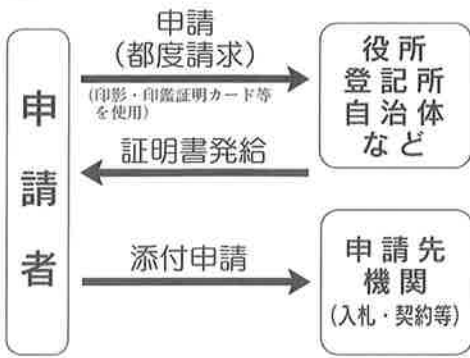 申請者
申請
(都度請求)
(印影・印鑑証明カード等
を使用)
証明書発給
添付申請
役所
登記所
自治体
など
申請先
機関
(入札・契約等)